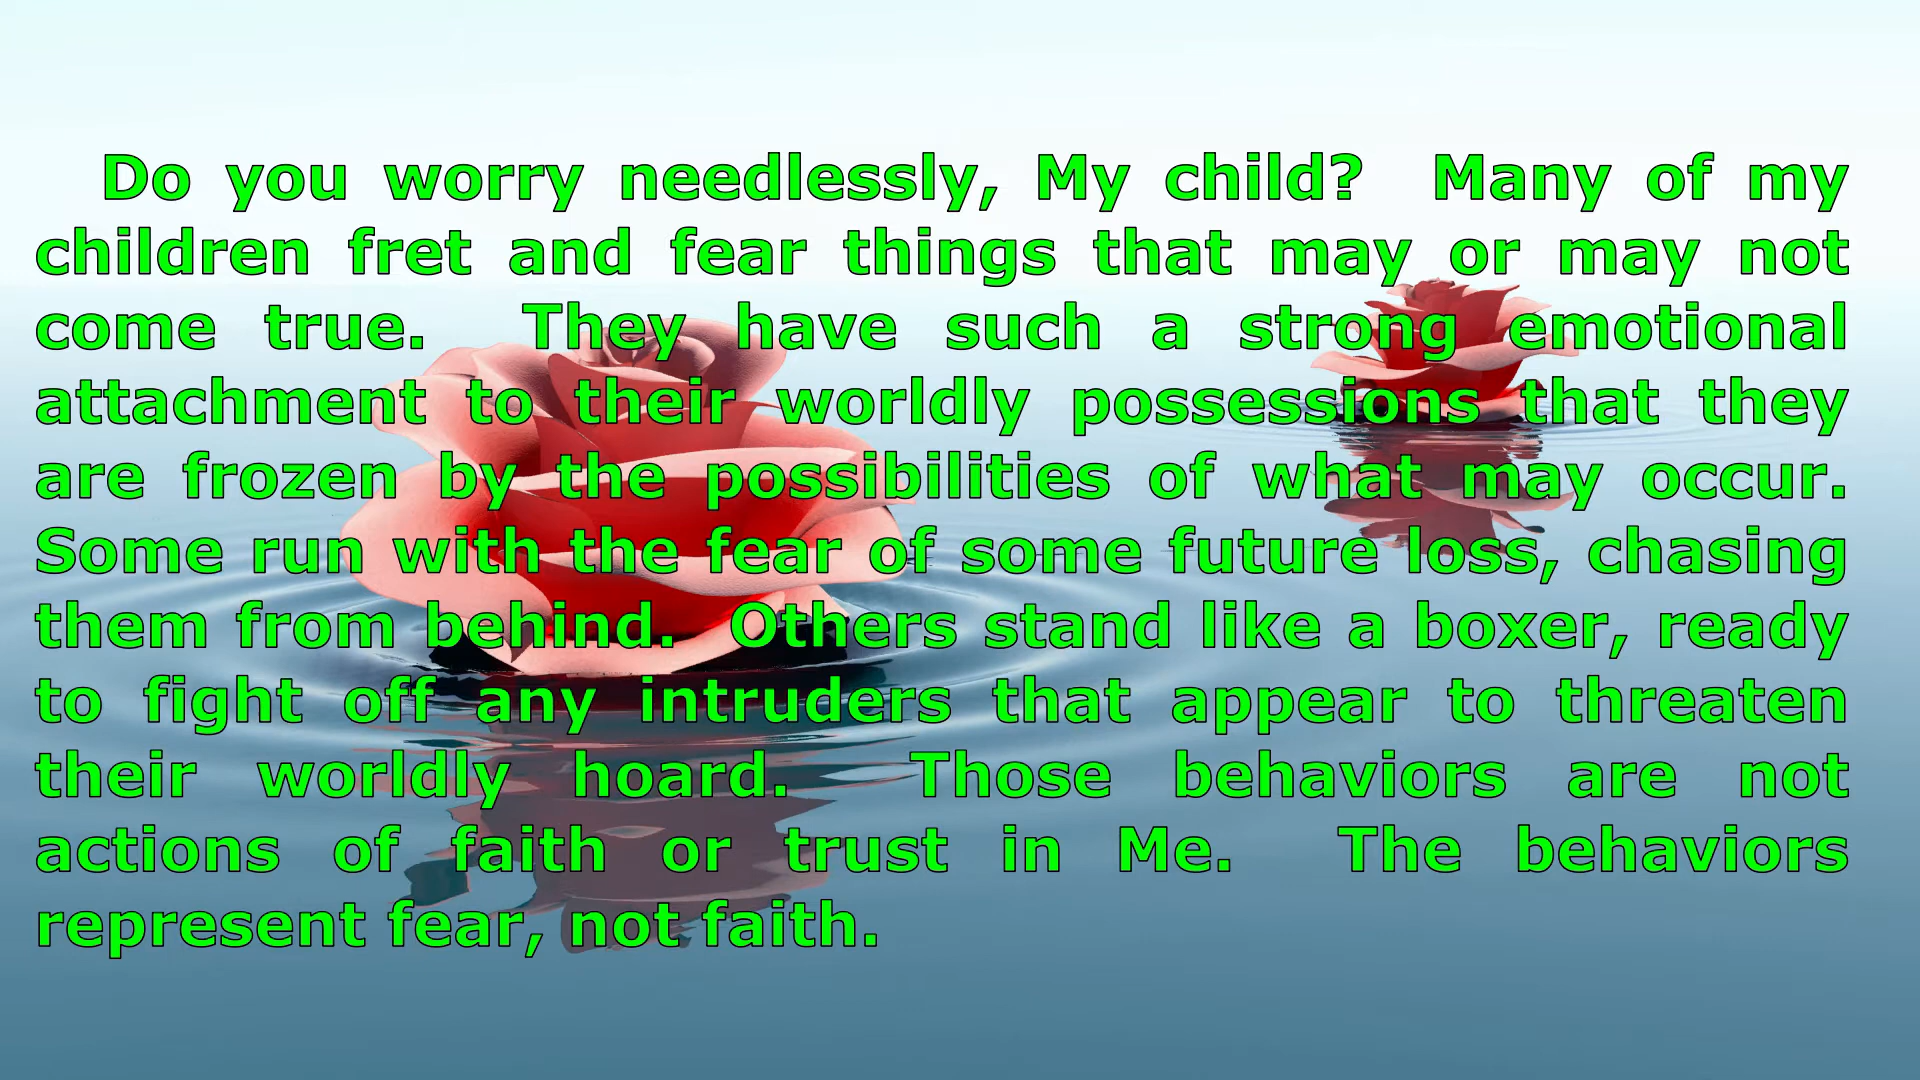 Do you worry needlessly, My child? Many of my
children fret and fear things that may or may not
come true. They have such a strong emotional
attachment to their worldly possessions that they
are frozen by the possibilities of what may occur.
Some run with the fear of some future loss, chasing
them from behind. Others stand like a boxer, ready
to fight off any intruders that appear to threaten
their worldly hoard. Those behaviors are not
actions of faith or trust in Me. The behaviors
represent fear, not faith.